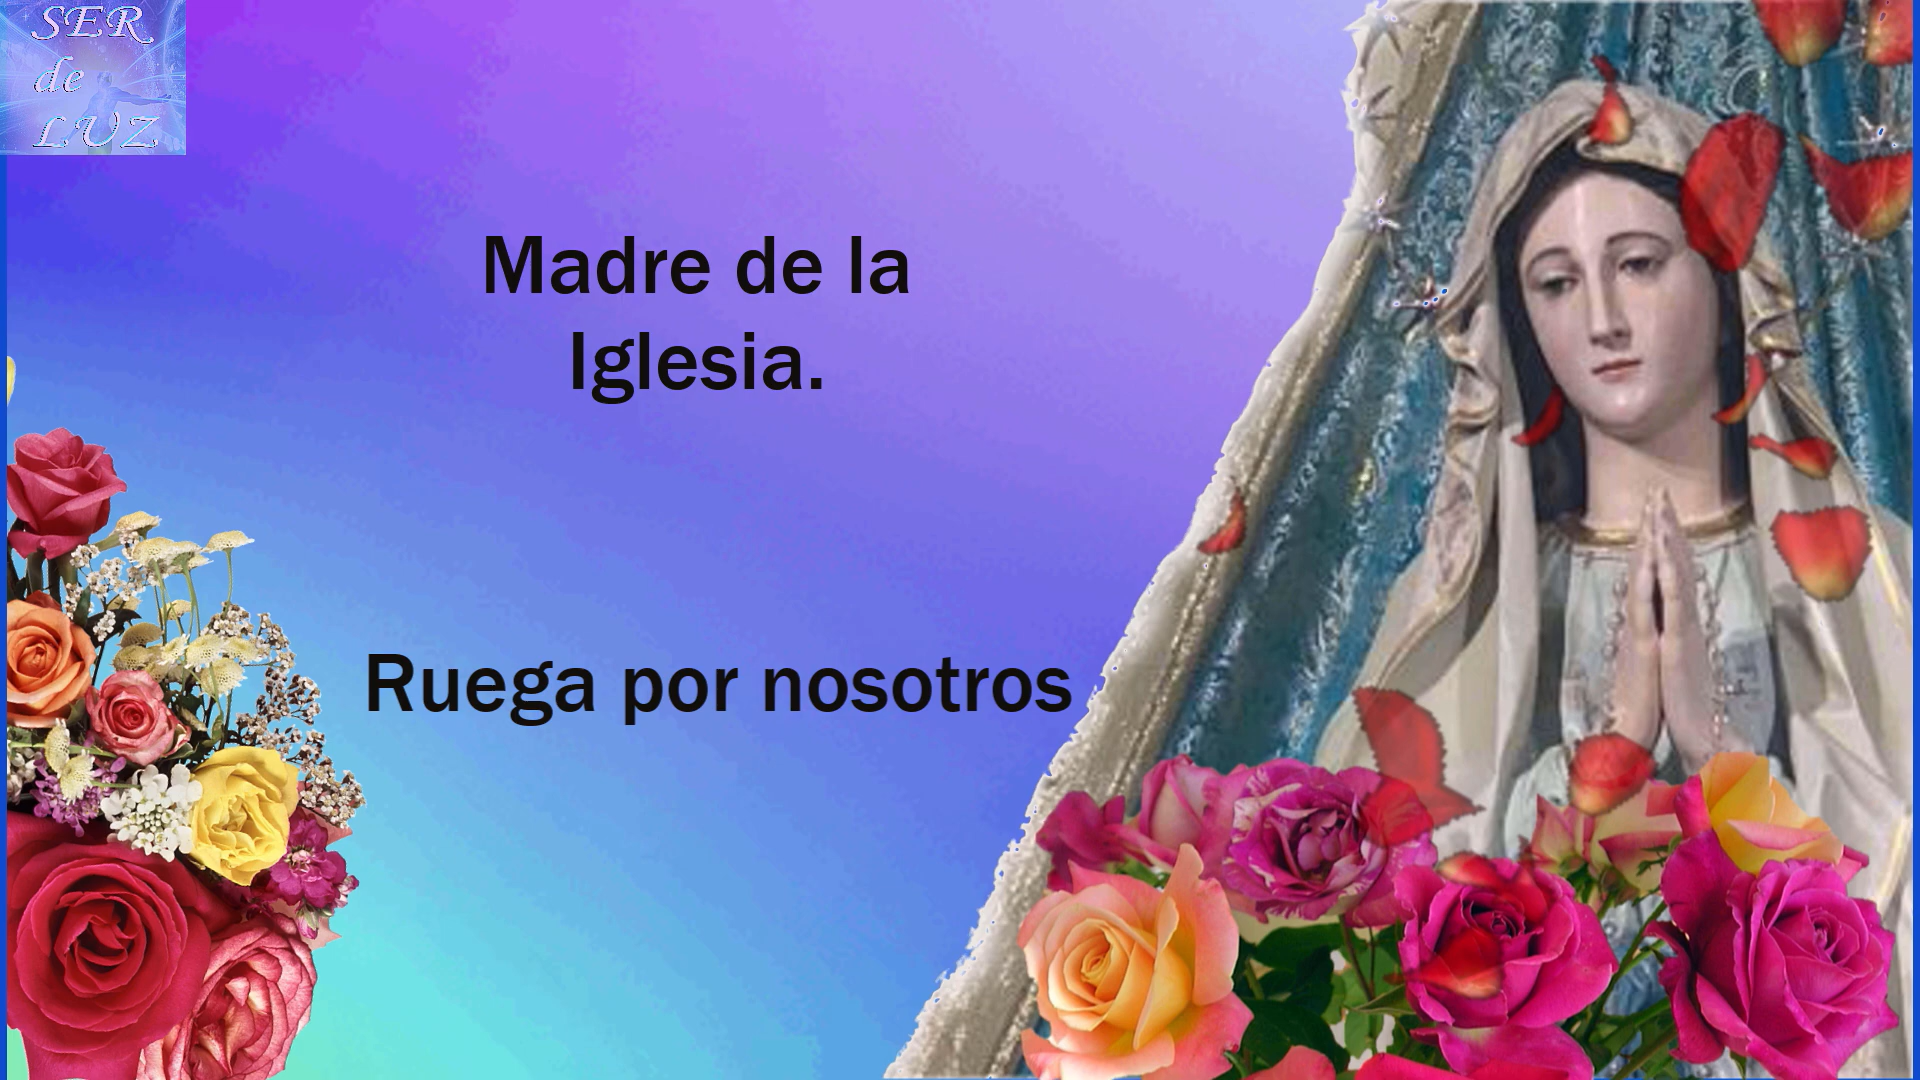 SER
de
LUZ
Madre de la
Iglesia.
Ruega por nosotros